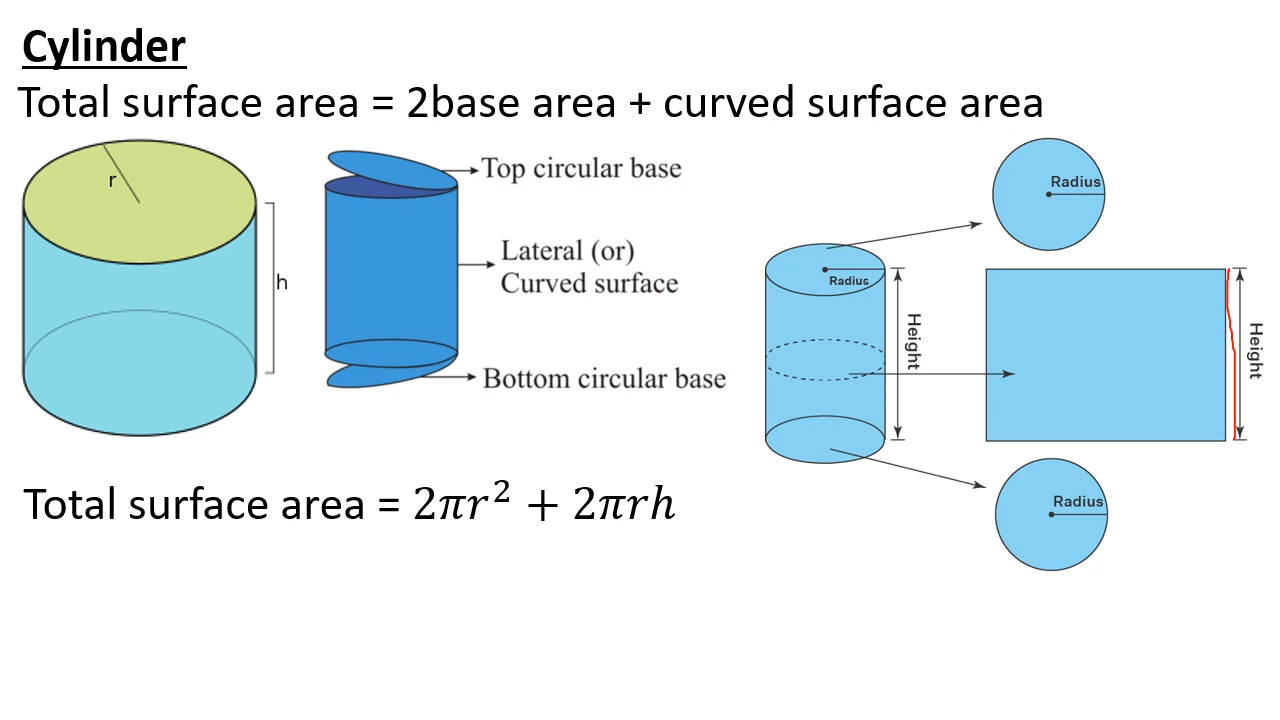 Cylinder
Total surface area = 2base area + curved surface area
r
h
Top circular base
Lateral (or)
Curved surface
Bottom circular base
Radius
Radius
Height
Height
Radius
Total surface area = 2𝜋𝑟² + 2𝜋𝑟ℎ